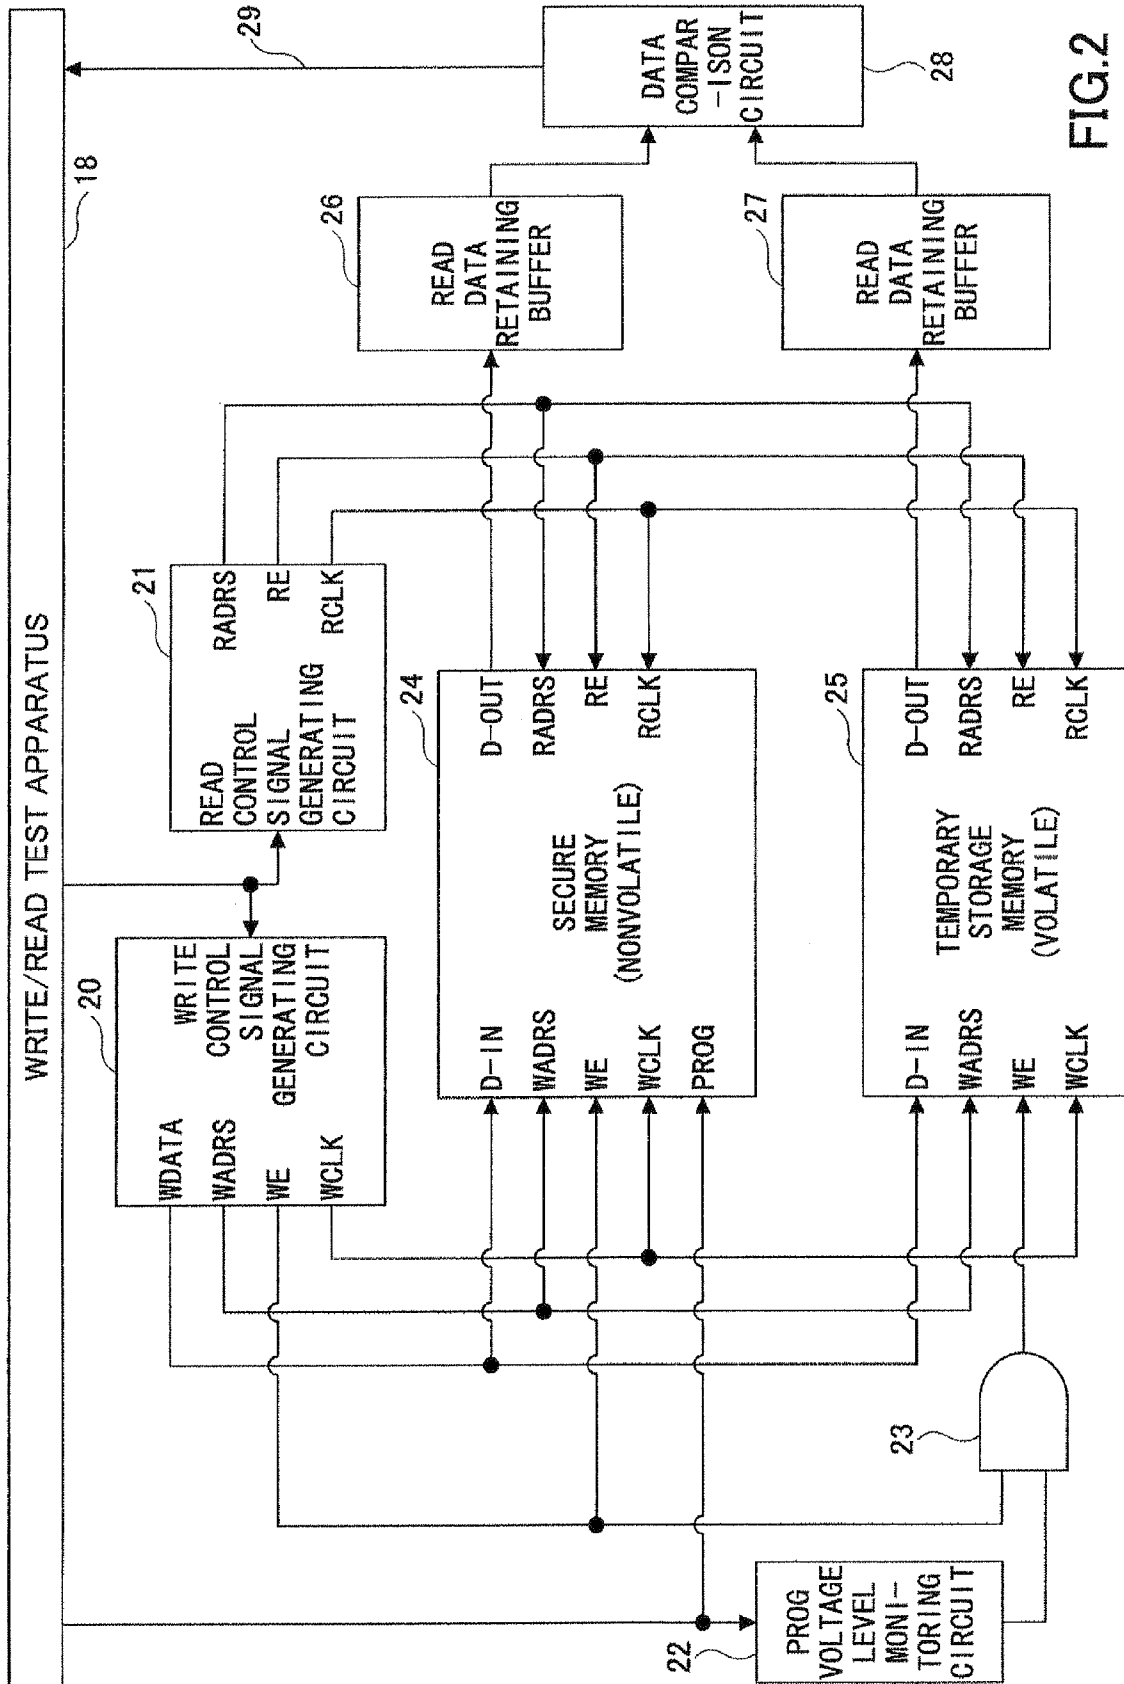 WRITE/READ TEST APPARATUS
18
29
20
WRITE
CONTROL
SIGNAL
GENERATING
CIRCUIT
WDATA
WADRS
WE
WCLK
21
READ
CONTROL
SIGNAL
GENERATING
CIRCUIT
RADRS
RE
RCLK
22
PROG
VOLTAGE
LEVEL
MONI-
TORING
CIRCUIT
23
24
SECURE
MEMORY
(NONVOLATILE)
D-IN
WADRS
WE
WCLK
PROG
D-OUT
RADRS
RE
RCLK
25
TEMPORARY
STORAGE
MEMORY
(VOLATILE)
D-IN
WADRS
WE
WCLK
D-OUT
RADRS
RE
RCLK
26
READ
DATA
RETAINING
BUFFER
27
READ
DATA
RETAINING
BUFFER
28
DATA
COMPAR
-ISON
CIRCUIT
FIG.2